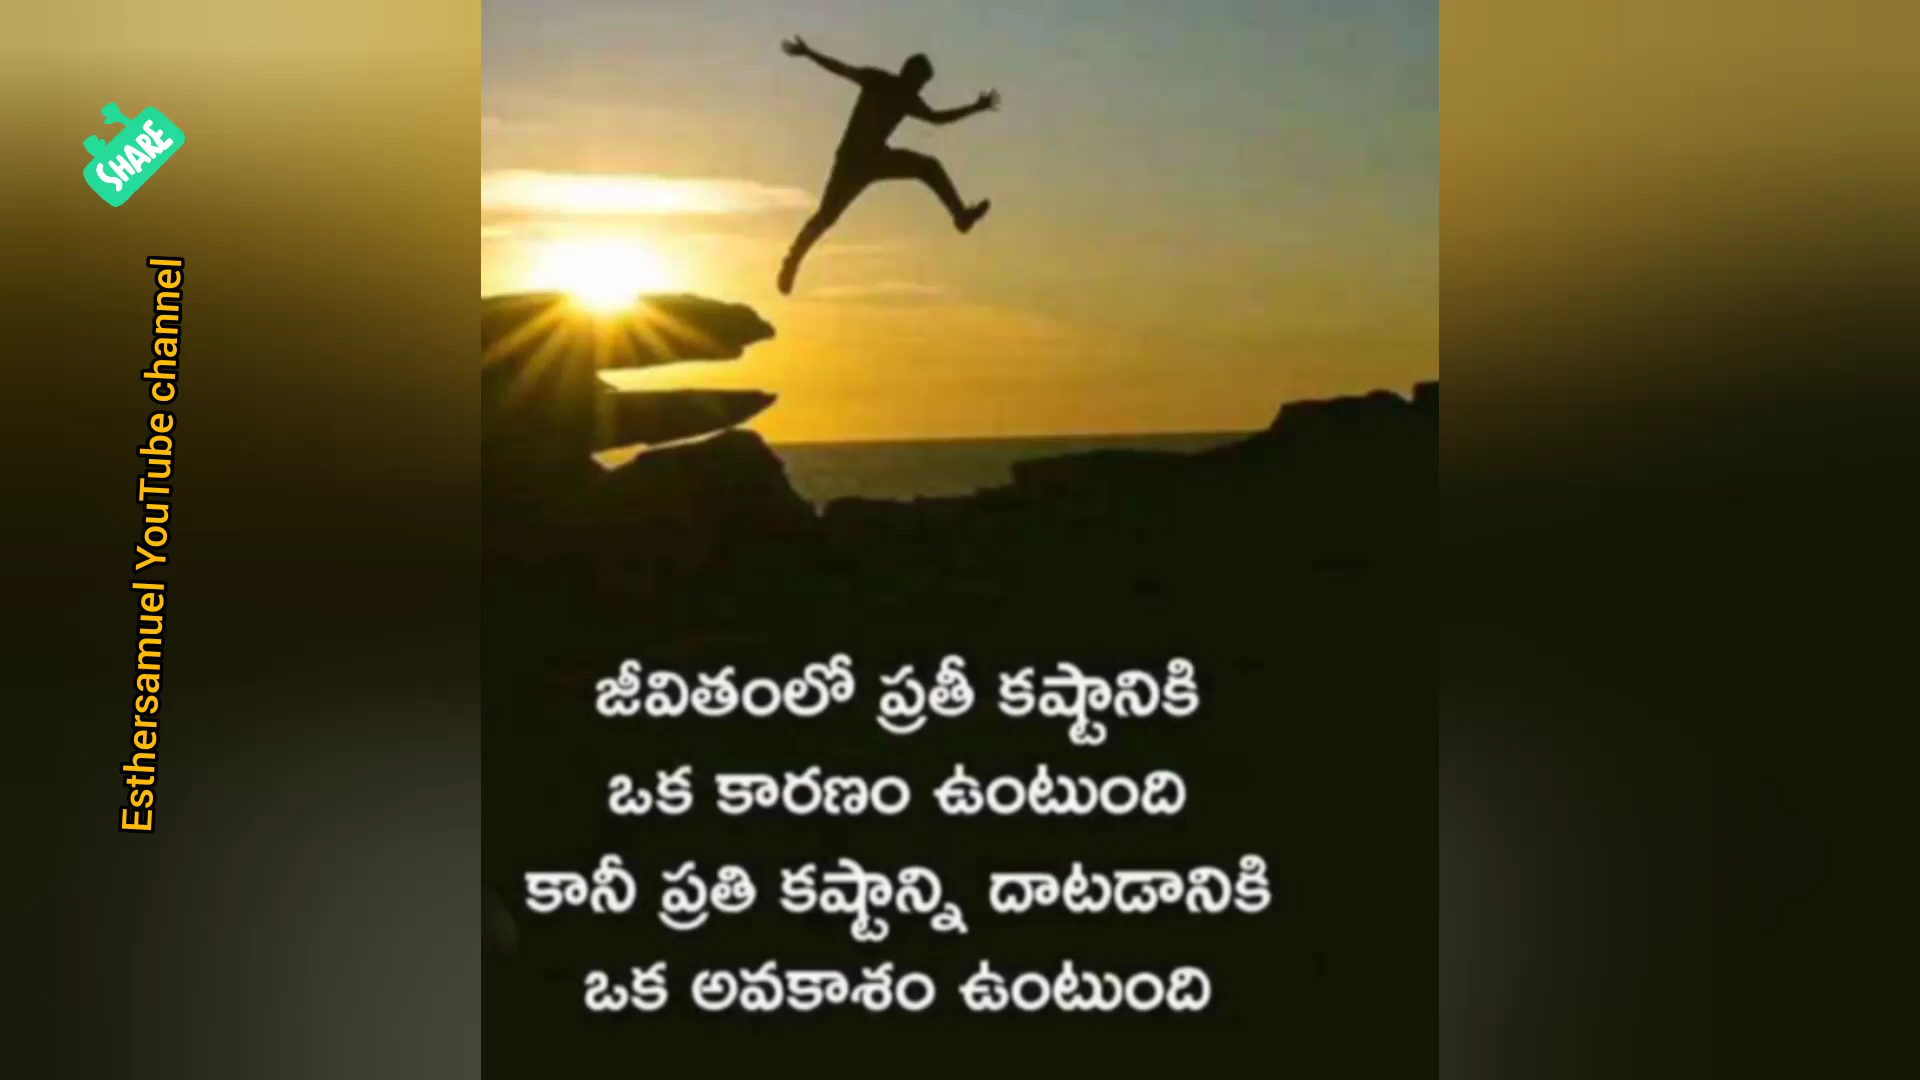 SHARE
Esthersamuel YouTube channel
జీవితంలో ప్రతీ కష్టానికి
ఒక కారణం ఉంటుంది
కానీ ప్రతి కష్టాన్ని దాటడానికి
ఒక అవకాశం ఉంటుంది